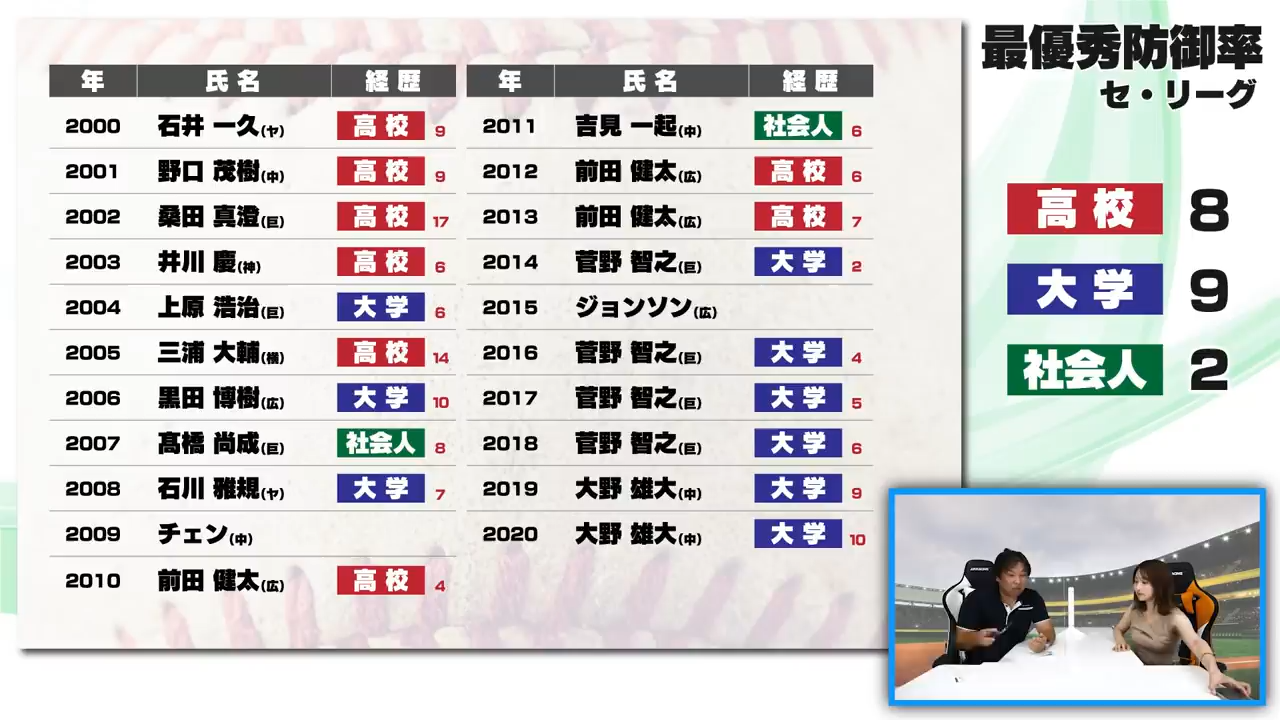 最優秀防御率
セ・リーグ
年 氏名 経歴
2000 石井 一久(ヤ) 高校 9
2001 野口 茂樹(中) 高校 9
2002 桑田 真澄(巨) 高校 17
2003 井川 慶(神) 高校 6
2004 上原 浩治(巨) 大学 6
2005 三浦 大輔(横) 高校 14
2006 黒田 博樹(広) 大学 10
2007 髙橋 尚成(巨) 社会人 8
2008 石川 雅規(ヤ) 大学 7
2009 チェン(中)
2010 前田 健太(広) 高校 4
年 氏名 経歴
2011 吉見 一起(中) 社会人 6
2012 前田 健太(広) 高校 6
2013 前田 健太(広) 高校 7
2014 菅野 智之(巨) 大学 2
2015 ジョンソン(広)
2016 菅野 智之(巨) 大学 4
2017 菅野 智之(巨) 大学 5
2018 菅野 智之(巨) 大学 6
2019 大野 雄大(中) 大学 9
2020 大野 雄大(中) 大学 10
高校 8
大学 9
社会人 2